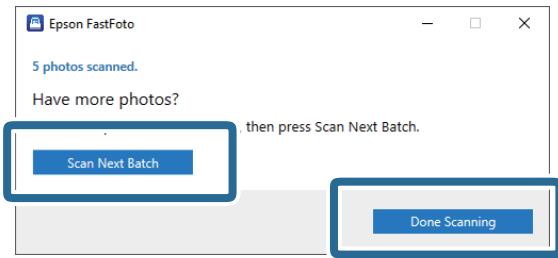 Epson FastFoto
5 photos scanned.
Have more photos?
, then press Scan Next Batch.
Scan Next Batch
Done Scanning